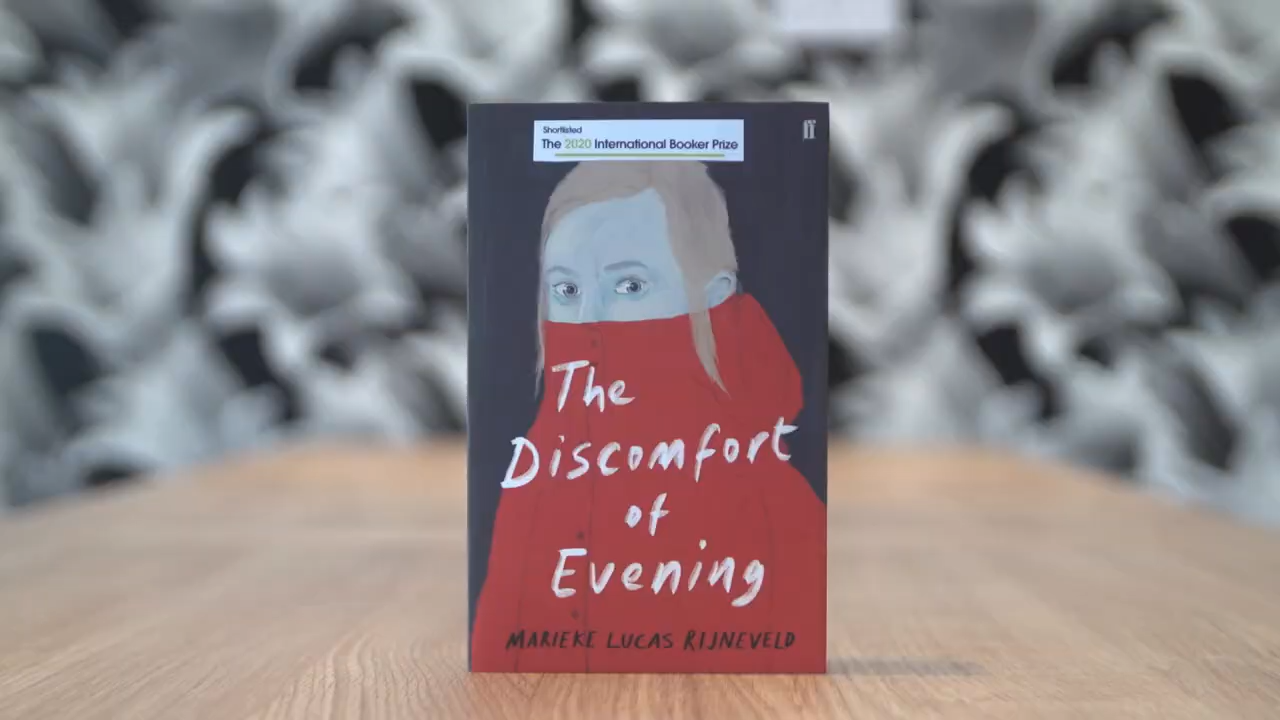 Shortlisted
The 2020 International Booker Prize
ff
The
Discomfort
of
Evening
MARIEKE LUCAS RIJNEVELD